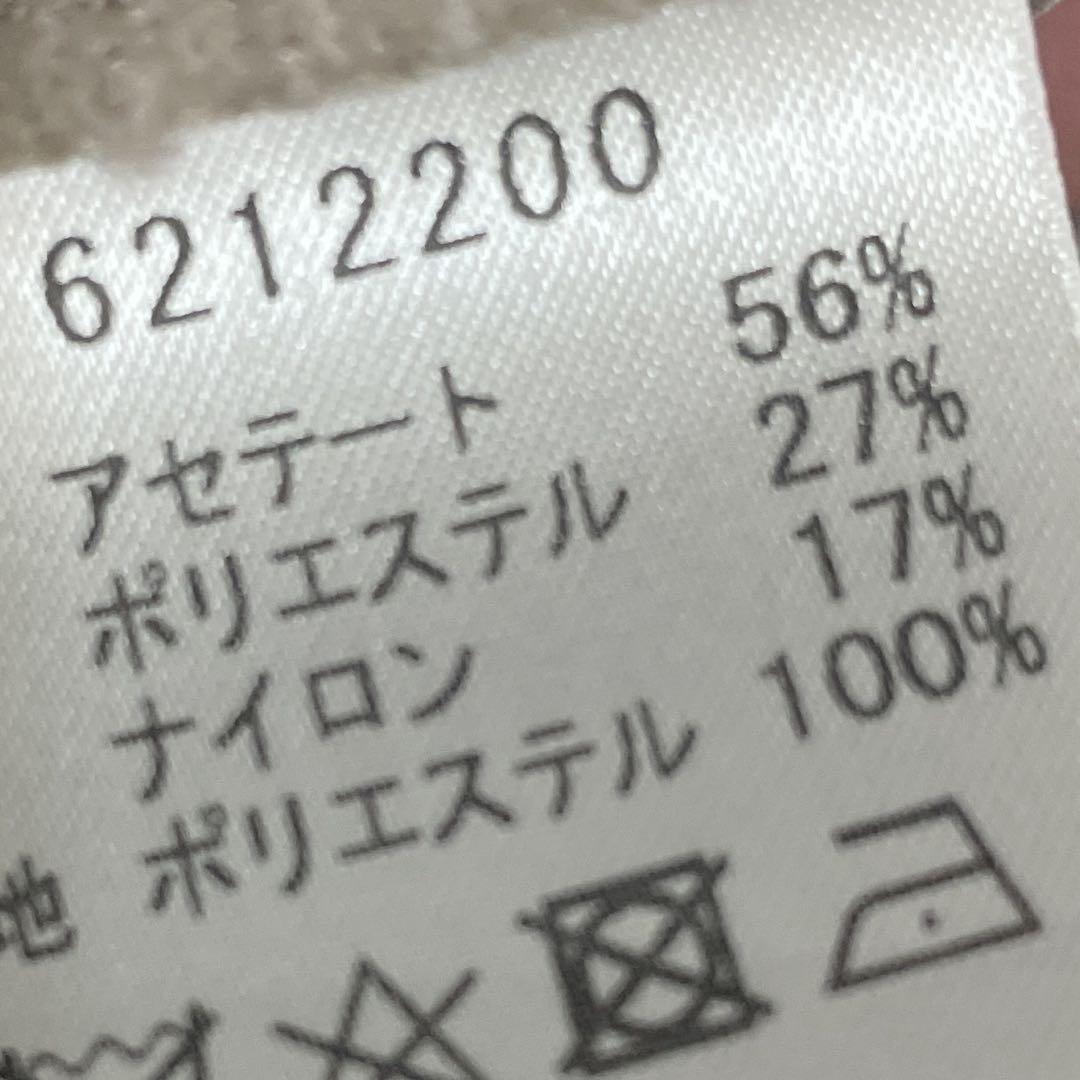 6212200
アセテート 56%
ポリエステル 27%
ナイロン 17%
地 ポリエステル 100%